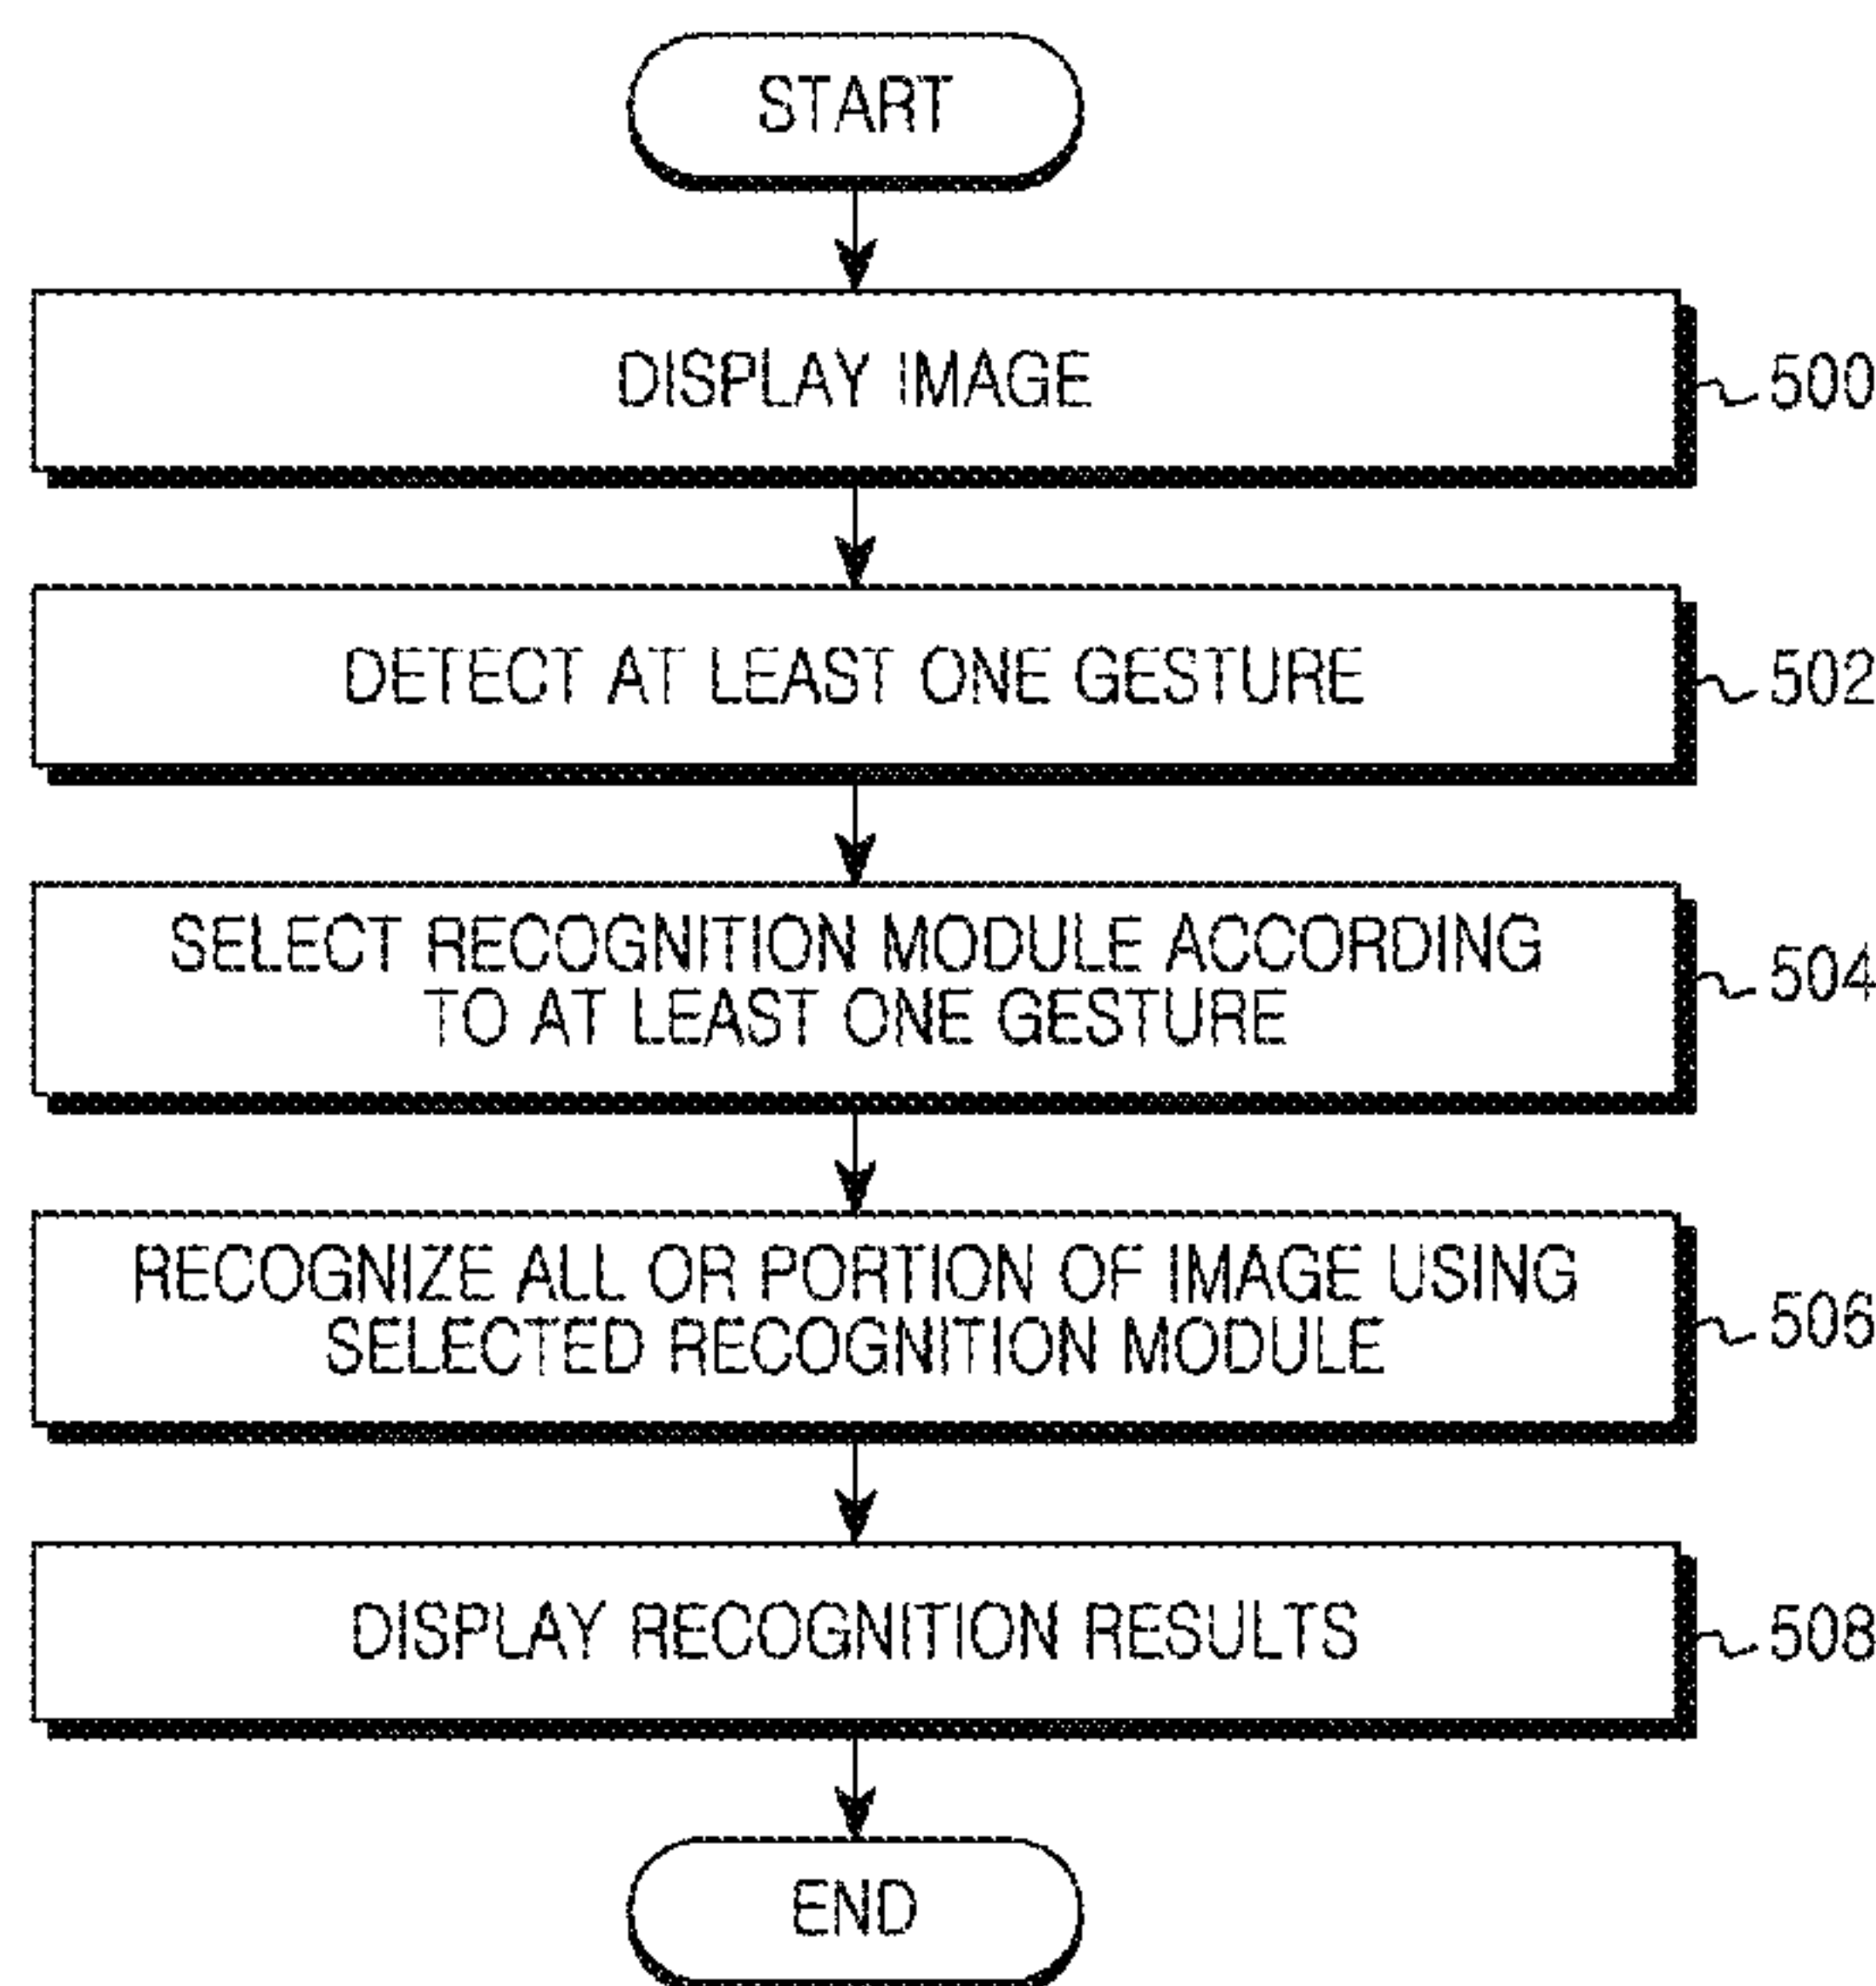 START
DISPLAY IMAGE
500
DETECT AT LEAST ONE GESTURE
502
SELECT RECOGNITION MODULE ACCORDING
TO AT LEAST ONE GESTURE
504
RECOGNIZE ALL OR PORTION OF IMAGE USING
SELECTED RECOGNITION MODULE
506
DISPLAY RECOGNITION RESULTS
508
END